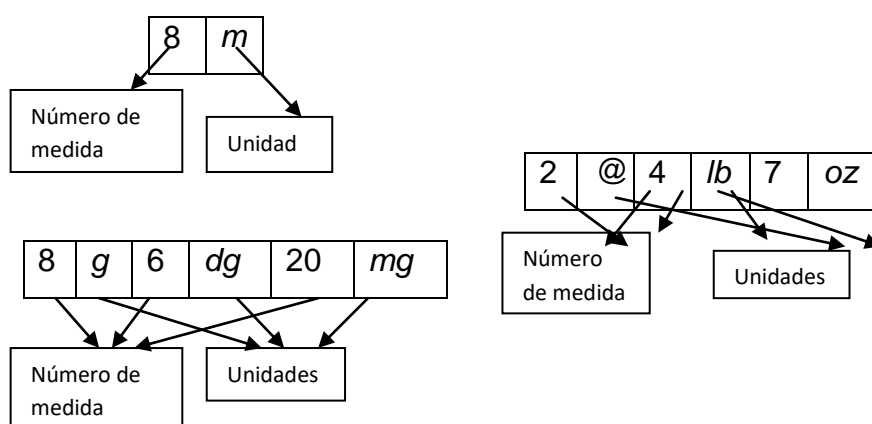 8 m
Número de
medida
Unidad
8 g 6 dg 20 mg
Número de
medida
Unidades
2 @ 4 lb 7 oz
Número
de medida
Unidades